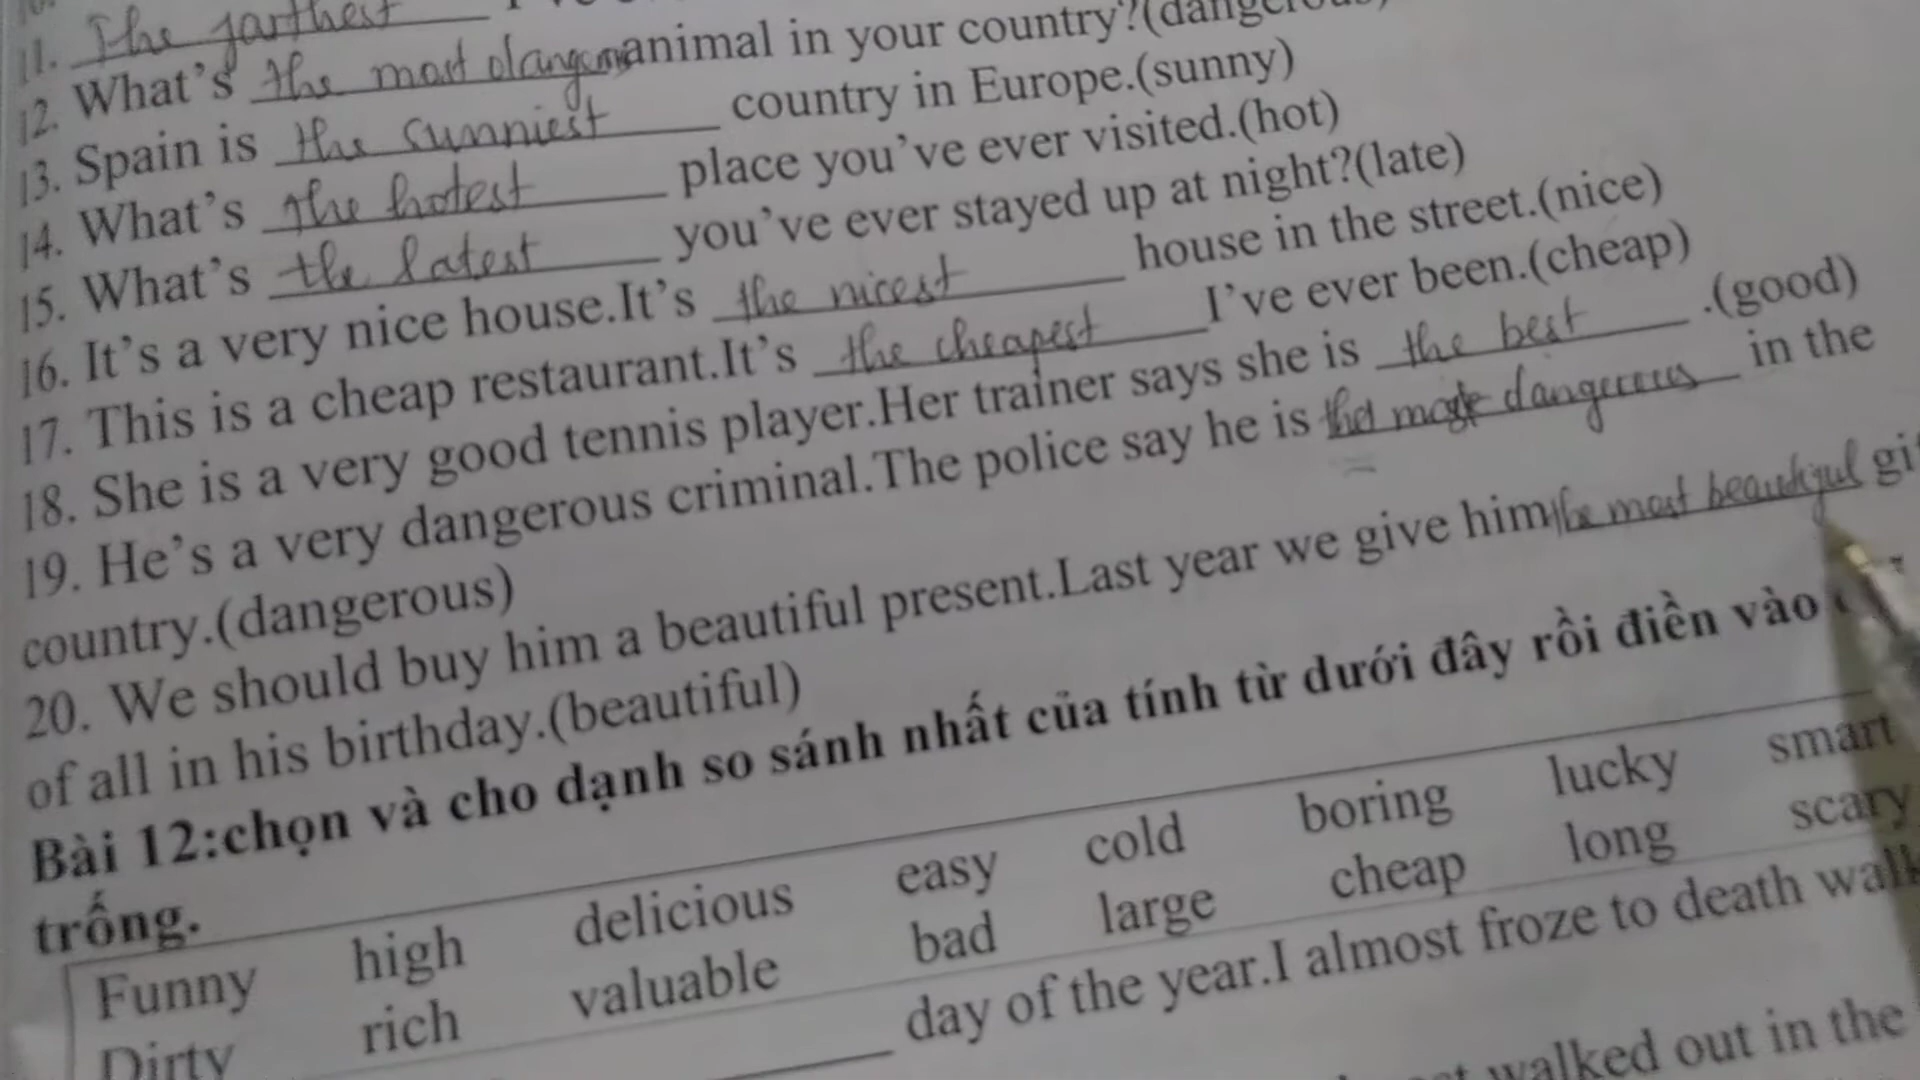 11. The farthest I've
12. What's the most animal in your country?(dangerous)
13. Spain is the sunniest country in Europe.(sunny)
14. What's the hotest place you've ever visited.(hot)
15. What's the latest you've ever stayed up at night?(late)
16. It's a very nice house.It's the nicest house in the street.(nice)
17. This is a cheap restaurant.It's the cheapest I've ever been.(cheap)
18. She is a very good tennis player.Her trainer says she is the best .(good)
19. He's a very dangerous criminal.The police say he is in the
country.(dangerous)
20. We should buy him a beautiful present.Last year we give him the most beautiful
of all in his birthday.(beautiful)
Bài 12:chọn và cho dạnh so sánh nhất của tính từ dưới đây rồi điền vào
trống.
Funny high delicious easy cold boring lucky smart
Dirty rich valuable bad large cheap long scary
day of the year.I almost froze to death
walked out in the